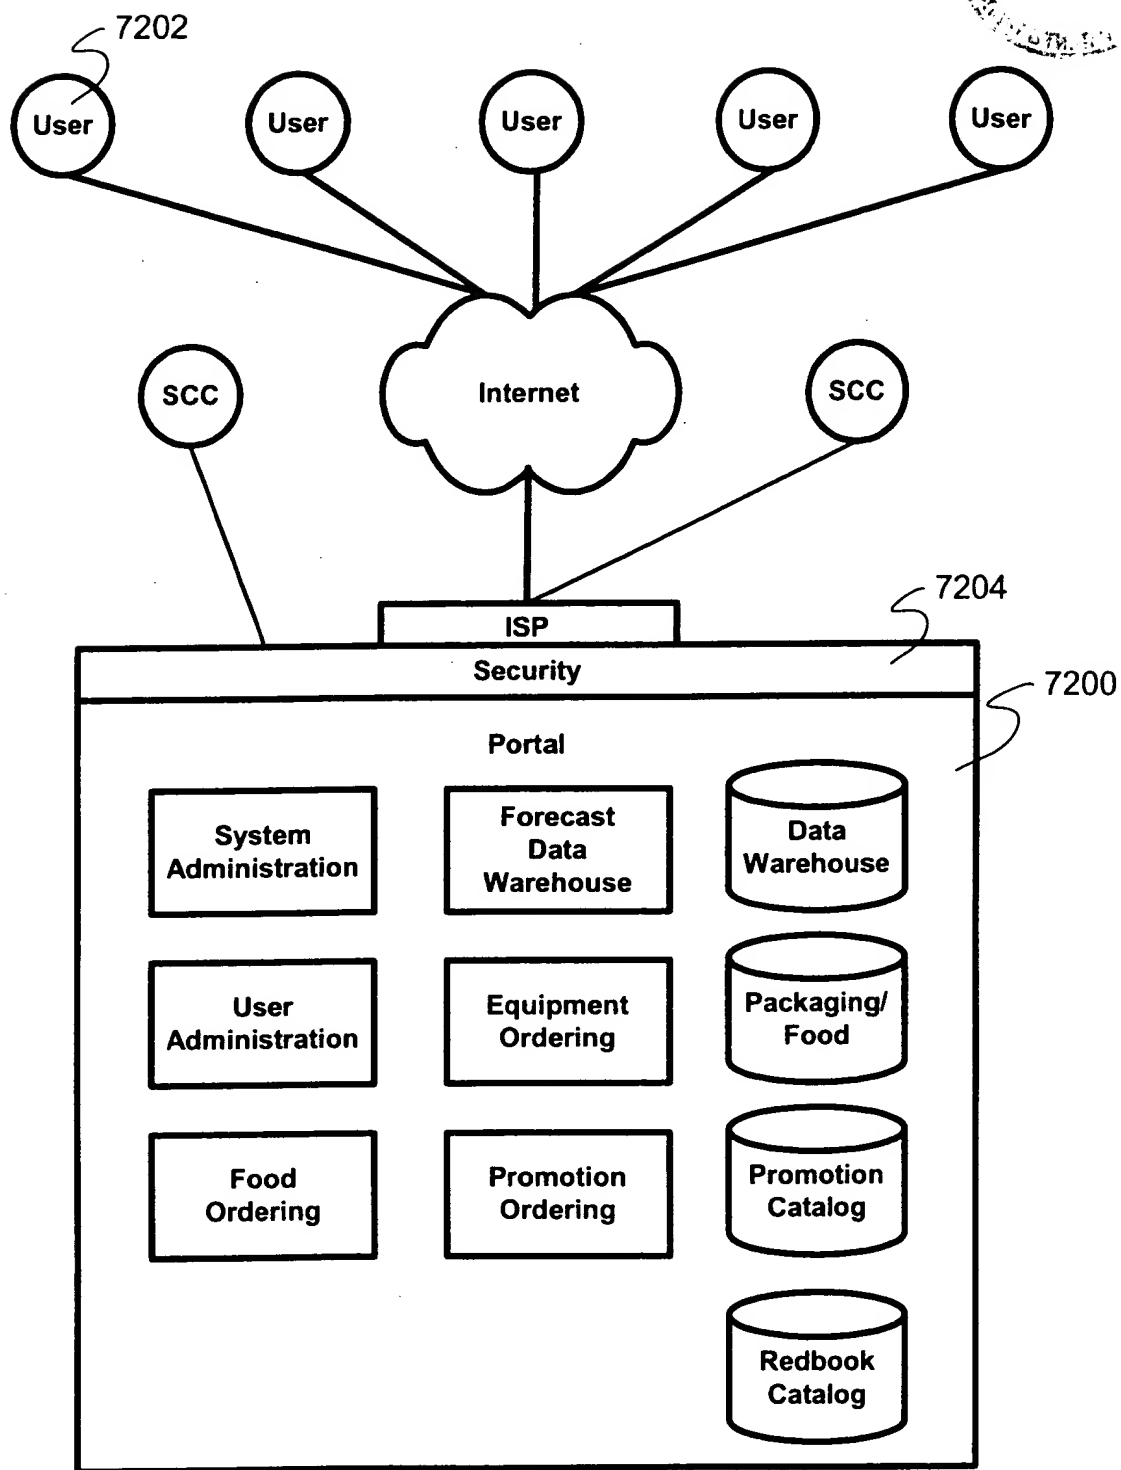 7202
User
User
User
User
User
SCC
Internet
SCC
ISP
7204
Security
7200
Portal
System
Administration
Forecast
Data
Warehouse
Data
Warehouse
User
Administration
Equipment
Ordering
Packaging/
Food
Food
Ordering
Promotion
Ordering
Promotion
Catalog
Redbook
Catalog